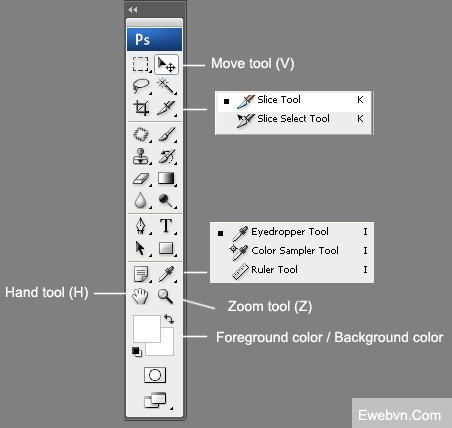 Ps
Move tool (V)
Slice Tool K
Slice Select Tool K
T
Eyedropper Tool I
Color Sampler Tool I
Ruler Tool I
Hand tool (H)
Zoom tool (Z)
Foreground color / Background color
Ewebvn.Com